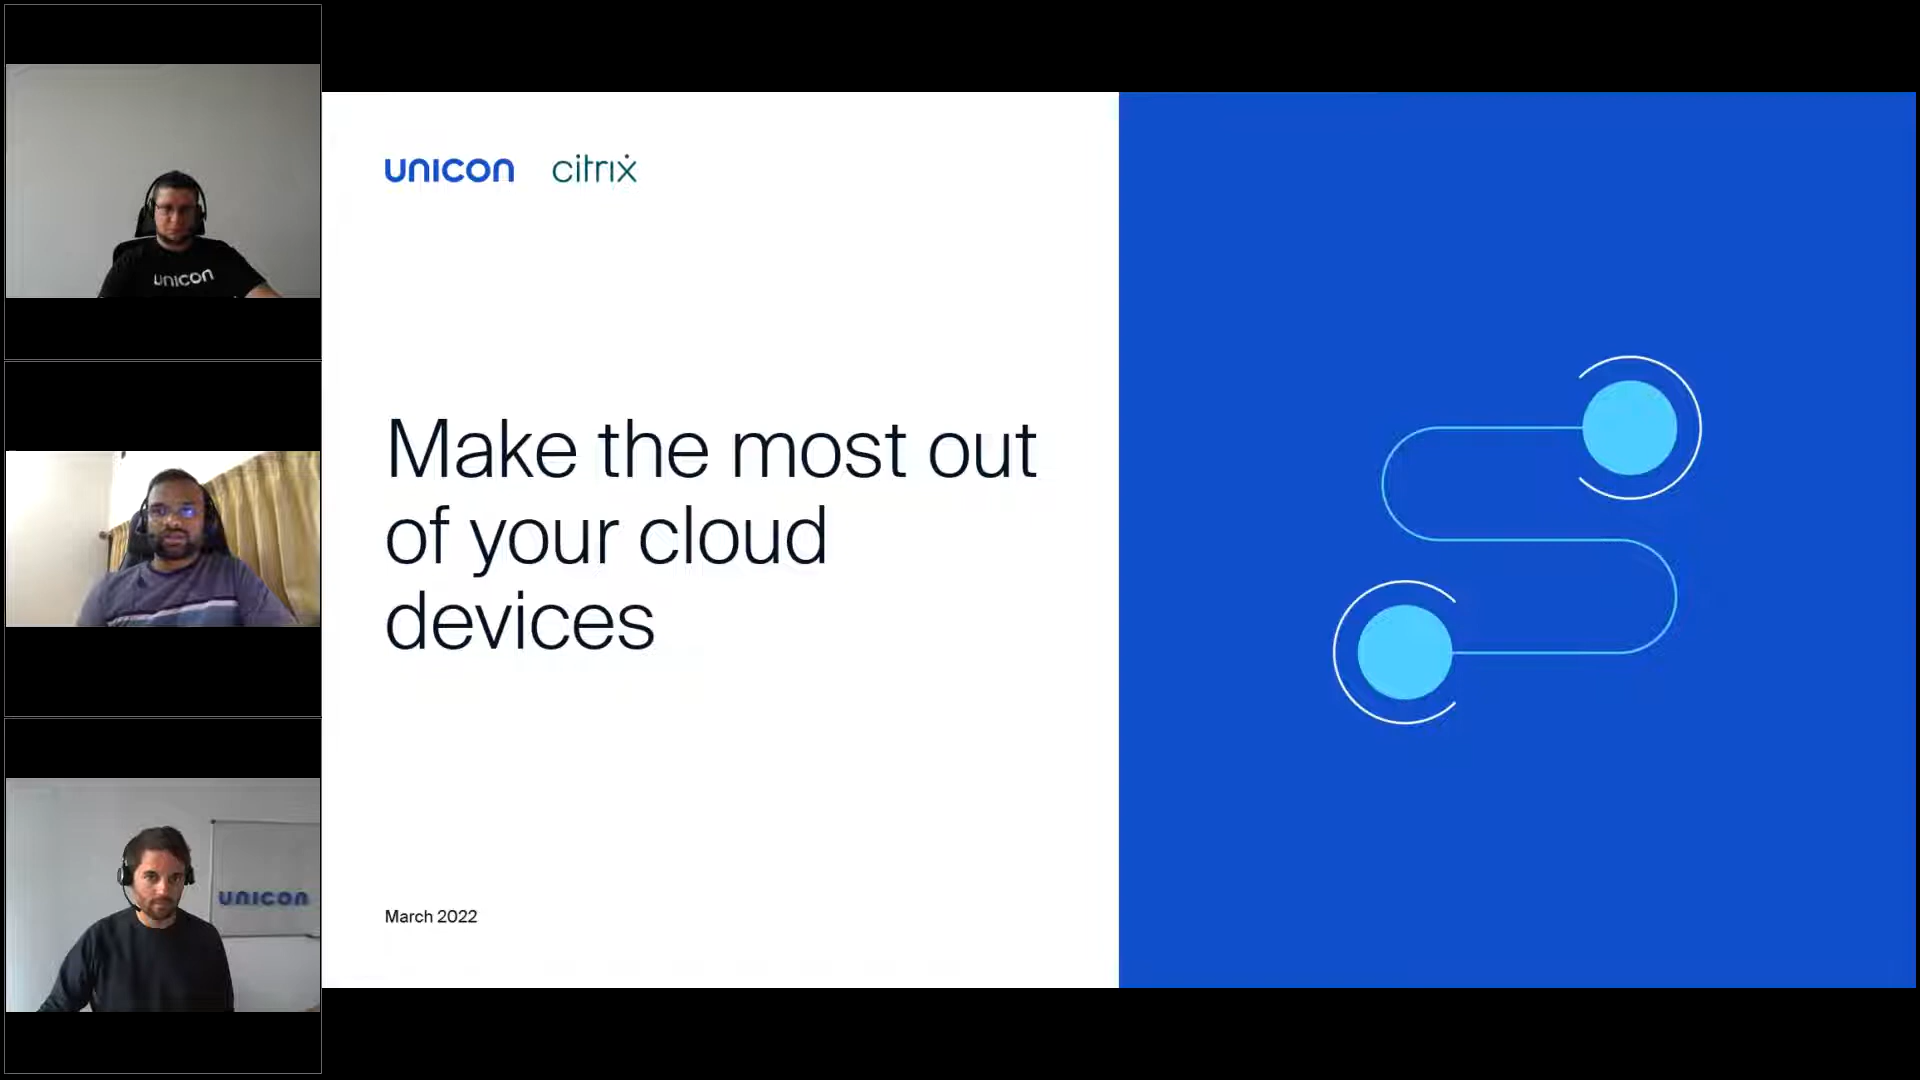 unicon
unicon
unicon citrix
Make the most out
of your cloud
devices
March 2022